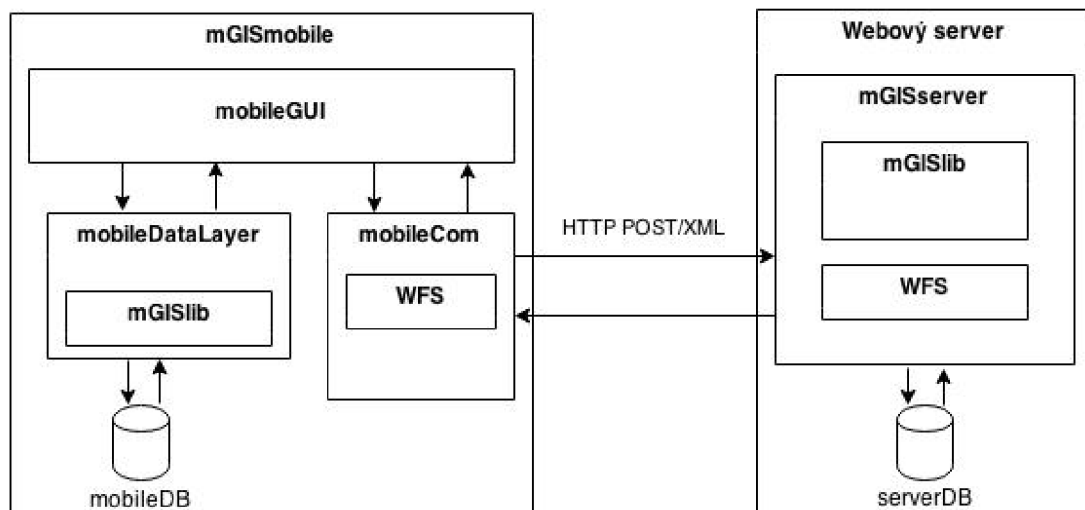 mGISmobile
mobileGUI
mobileDataLayer
mGISlib
mobileDB
mobileCom
WFS
HTTP POST/XML
Webový server
mGISserver
mGISlib
WFS
serverDB